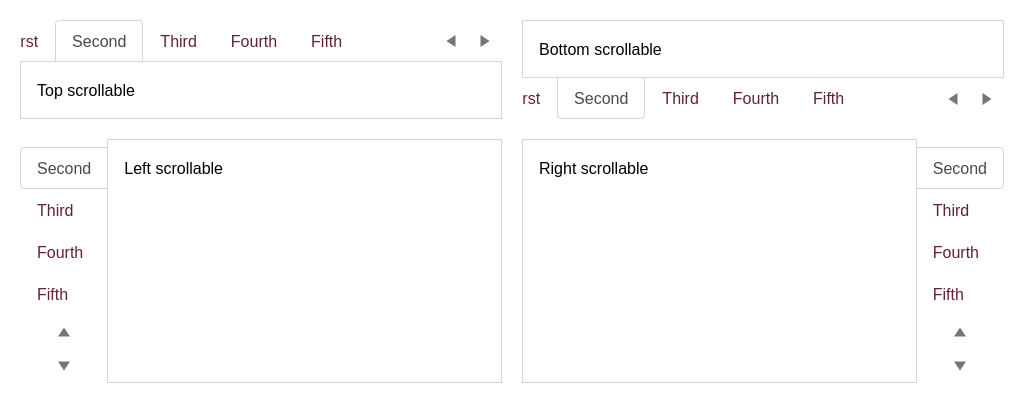 rst Second Third Fourth Fifth
Top scrollable
Bottom scrollable
rst Second Third Fourth Fifth
Second
Third
Fourth
Fifth
Left scrollable
Right scrollable
Second
Third
Fourth
Fifth